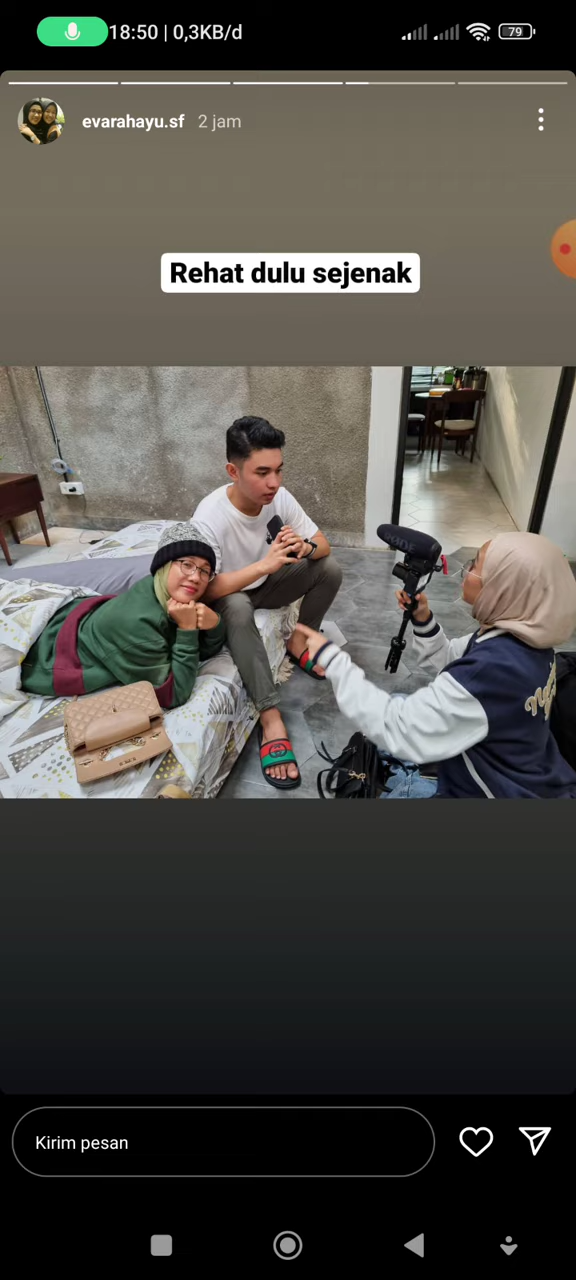 18:50 | 0,3KB/d
79
evarahayu.sf 2 jam
Rehat dulu sejenak
Kirim pesan